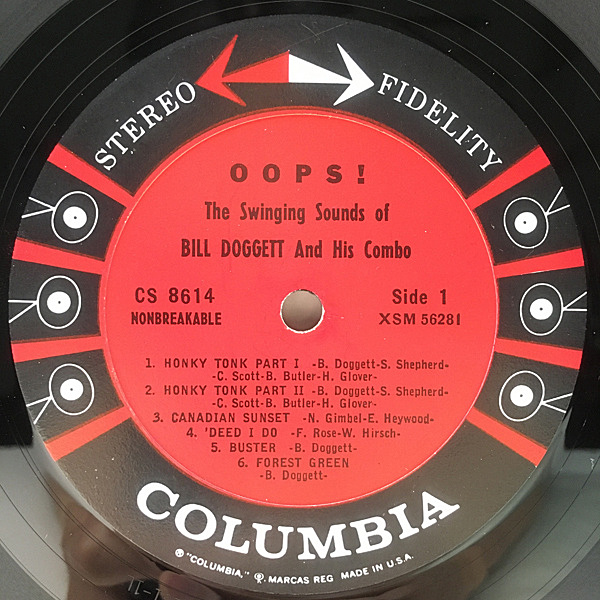 STEREO FIDELITY
OOPS!
The Swinging Sounds of
BILL DOGGETT And His Combo
CS 8614
NONBREAKABLE
Side 1
XSM 56281
1. HONKY TONK PART I -B. Doggett-S. Shepherd-
-C. Scott-B. Butler-H. Glover-
2. HONKY TONK PART II -B. Doggett-S. Shepherd-
-C. Scott-B. Butler-H. Glover-
3. CANADIAN SUNSET -N. Gimbel-E. Heywood-
4. 'DEED I DO -F. Rose-W. Hirsch-
5. BUSTER -B. Doggett-
6. FOREST GREEN
-B. Doggett-
COLUMBIA
® "COLUMBIA," ⓟ. MARCAS REG MADE IN U.S.A.